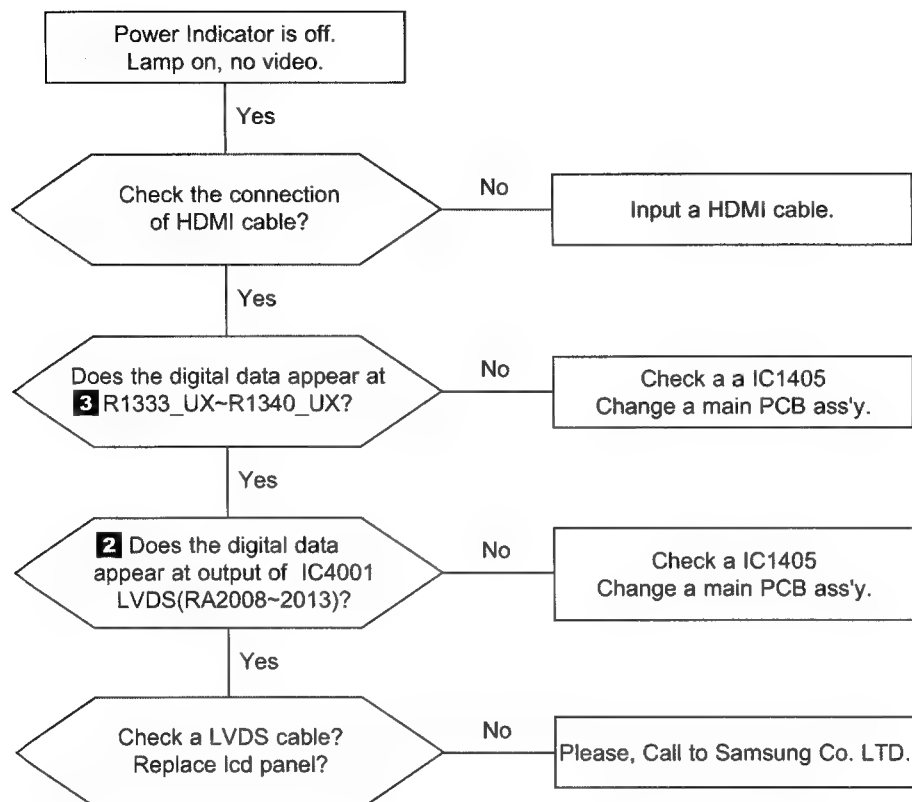 Power Indicator is off.
Lamp on, no video.
Yes
Check the connection
of HDMI cable?
No
Input a HDMI cable.
Yes
Does the digital data appear at
3 R1333_UX~R1340_UX?
No
Check a a IC1405
Change a main PCB ass'y.
Yes
2 Does the digital data
appear at output of IC4001
LVDS(RA2008~2013)?
No
Check a IC1405
Change a main PCB ass'y.
Yes
Check a LVDS cable?
Replace lcd panel?
No
Please, Call to Samsung Co. LTD.